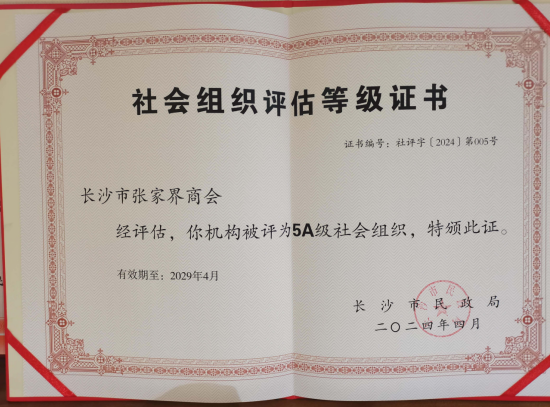 社会组织评估等级证书
证书编号：社评字〔2024〕第005号
长沙市张家界商会
经评估，你机构被评为5A级社会组织，特颁此证。
有效期至：2029年4月
长沙市民政局
二〇二四年四月